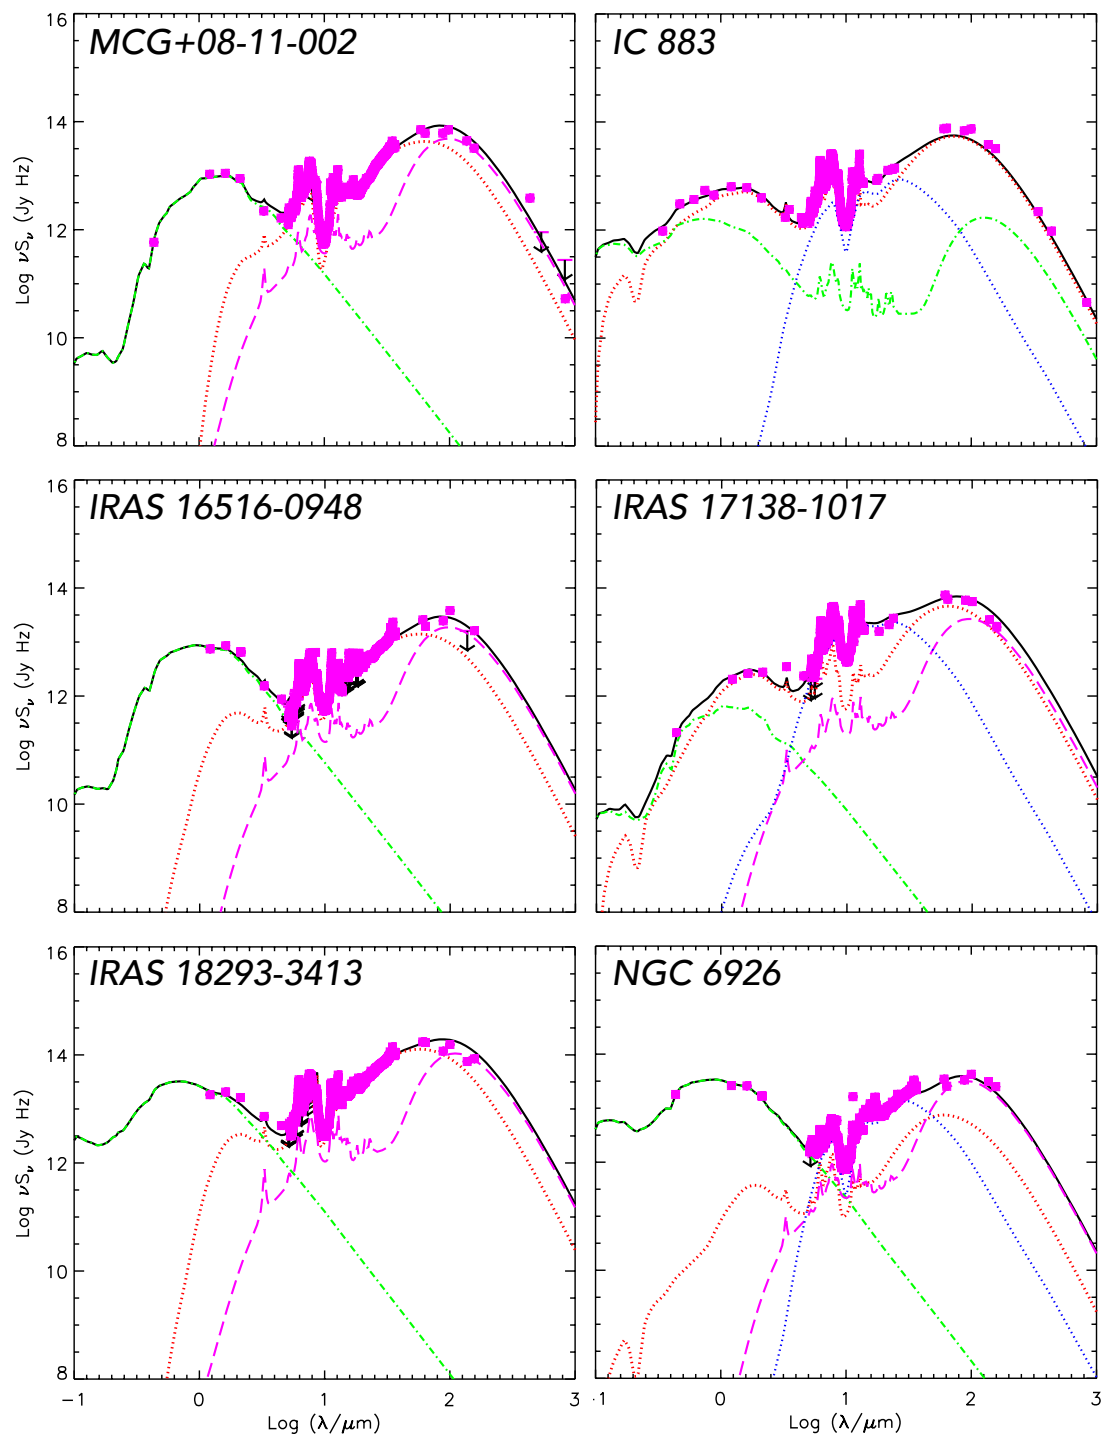 MCG+08-11-002
IC 883
16
14
12
10
8
Log νSν (Jy Hz)
IRAS 16516-0948
IRAS 17138-1017
16
14
12
10
8
Log νSν (Jy Hz)
IRAS 18293-3413
NGC 6926
16
14
12
10
8
Log νSν (Jy Hz)
−1 0 1 2 3
·1 0 1 2 3
Log (λ/μm)
Log (λ/μm)